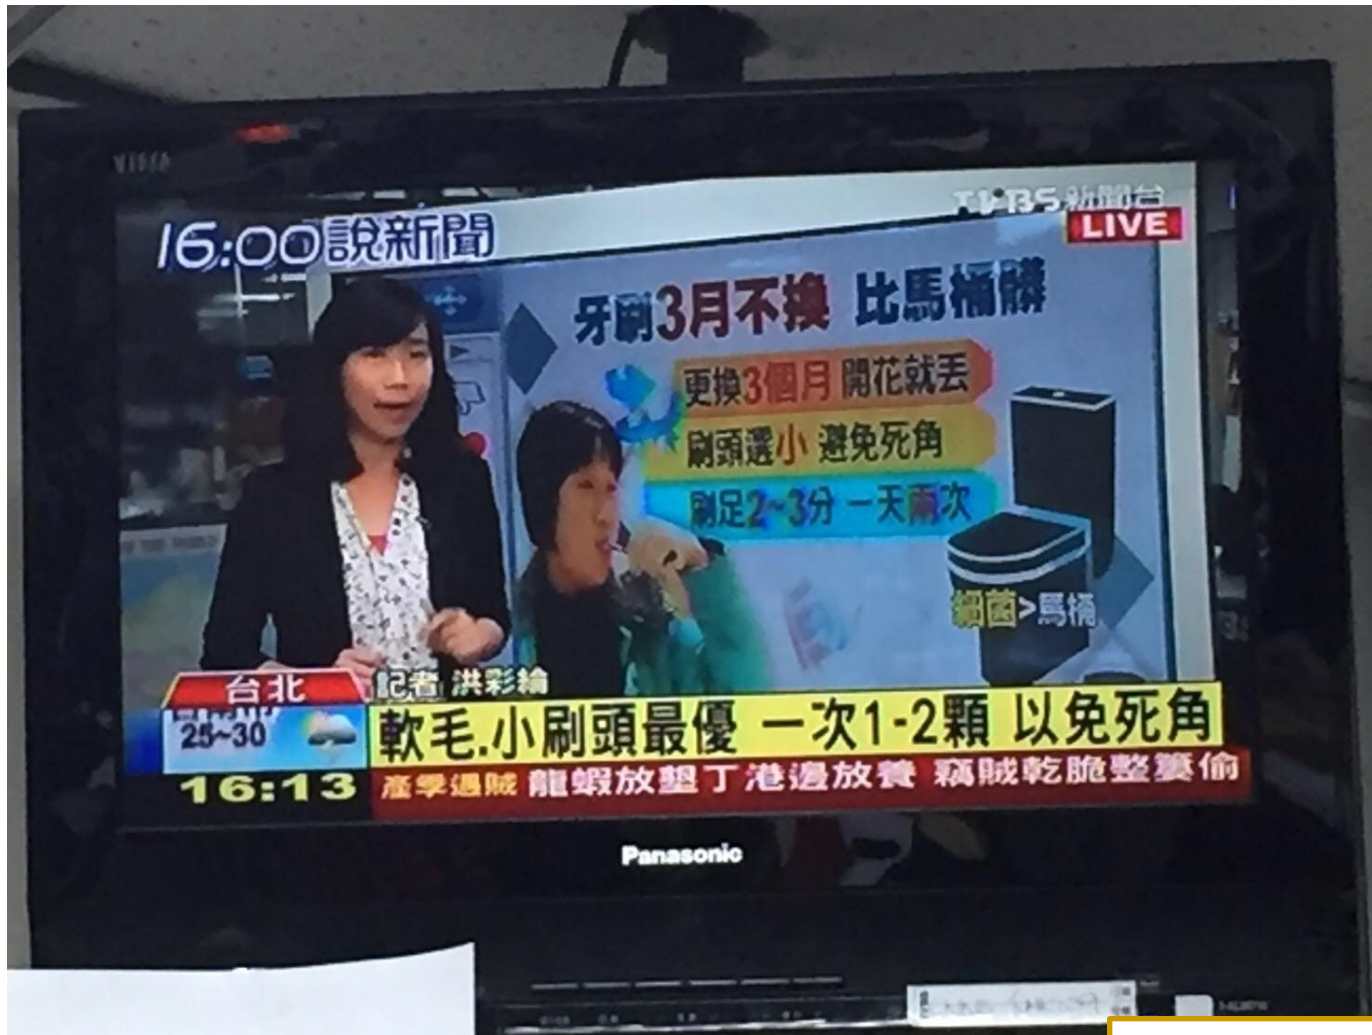 VIERA
16:00說新聞
TVBS新聞台
LIVE
牙刷3月不換 比馬桶髒
更換3個月 開花就丟
刷頭選小 避免死角
刷足2~3分 一天兩次
細菌>馬桶
台北
記者 洪彩綸
25~30
軟毛.小刷頭最優 一次1-2顆 以免死角
16:13
產季遇賊 龍蝦放墾丁港邊放養 竊賊乾脆整簍偷
Panasonic